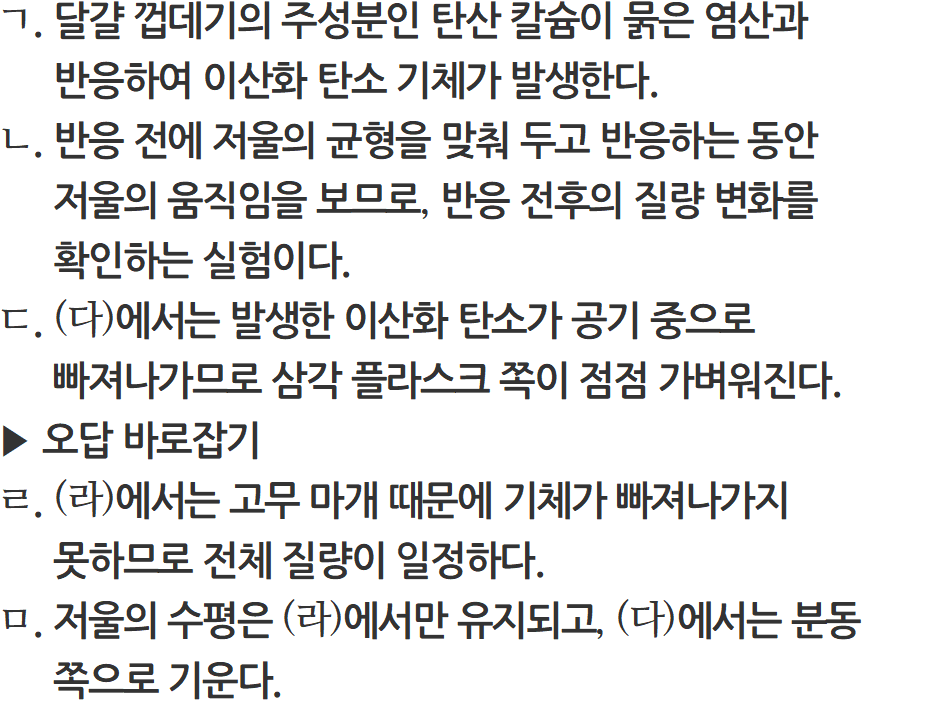 ㄱ. 달걀 껍데기의 주성분인 탄산 칼슘이 묽은 염산과
반응하여 이산화 탄소 기체가 발생한다.
ㄴ. 반응 전에 저울의 균형을 맞춰 두고 반응하는 동안
저울의 움직임을 보므로, 반응 전후의 질량 변화를
확인하는 실험이다.
ㄷ. (다)에서는 발생한 이산화 탄소가 공기 중으로
빠져나가므로 삼각 플라스크 쪽이 점점 가벼워진다.
▶ 오답 바로잡기
ㄹ. (라)에서는 고무 마개 때문에 기체가 빠져나가지
못하므로 전체 질량이 일정하다.
ㅁ. 저울의 수평은 (라)에서만 유지되고, (다)에서는 분동
쪽으로 기운다.